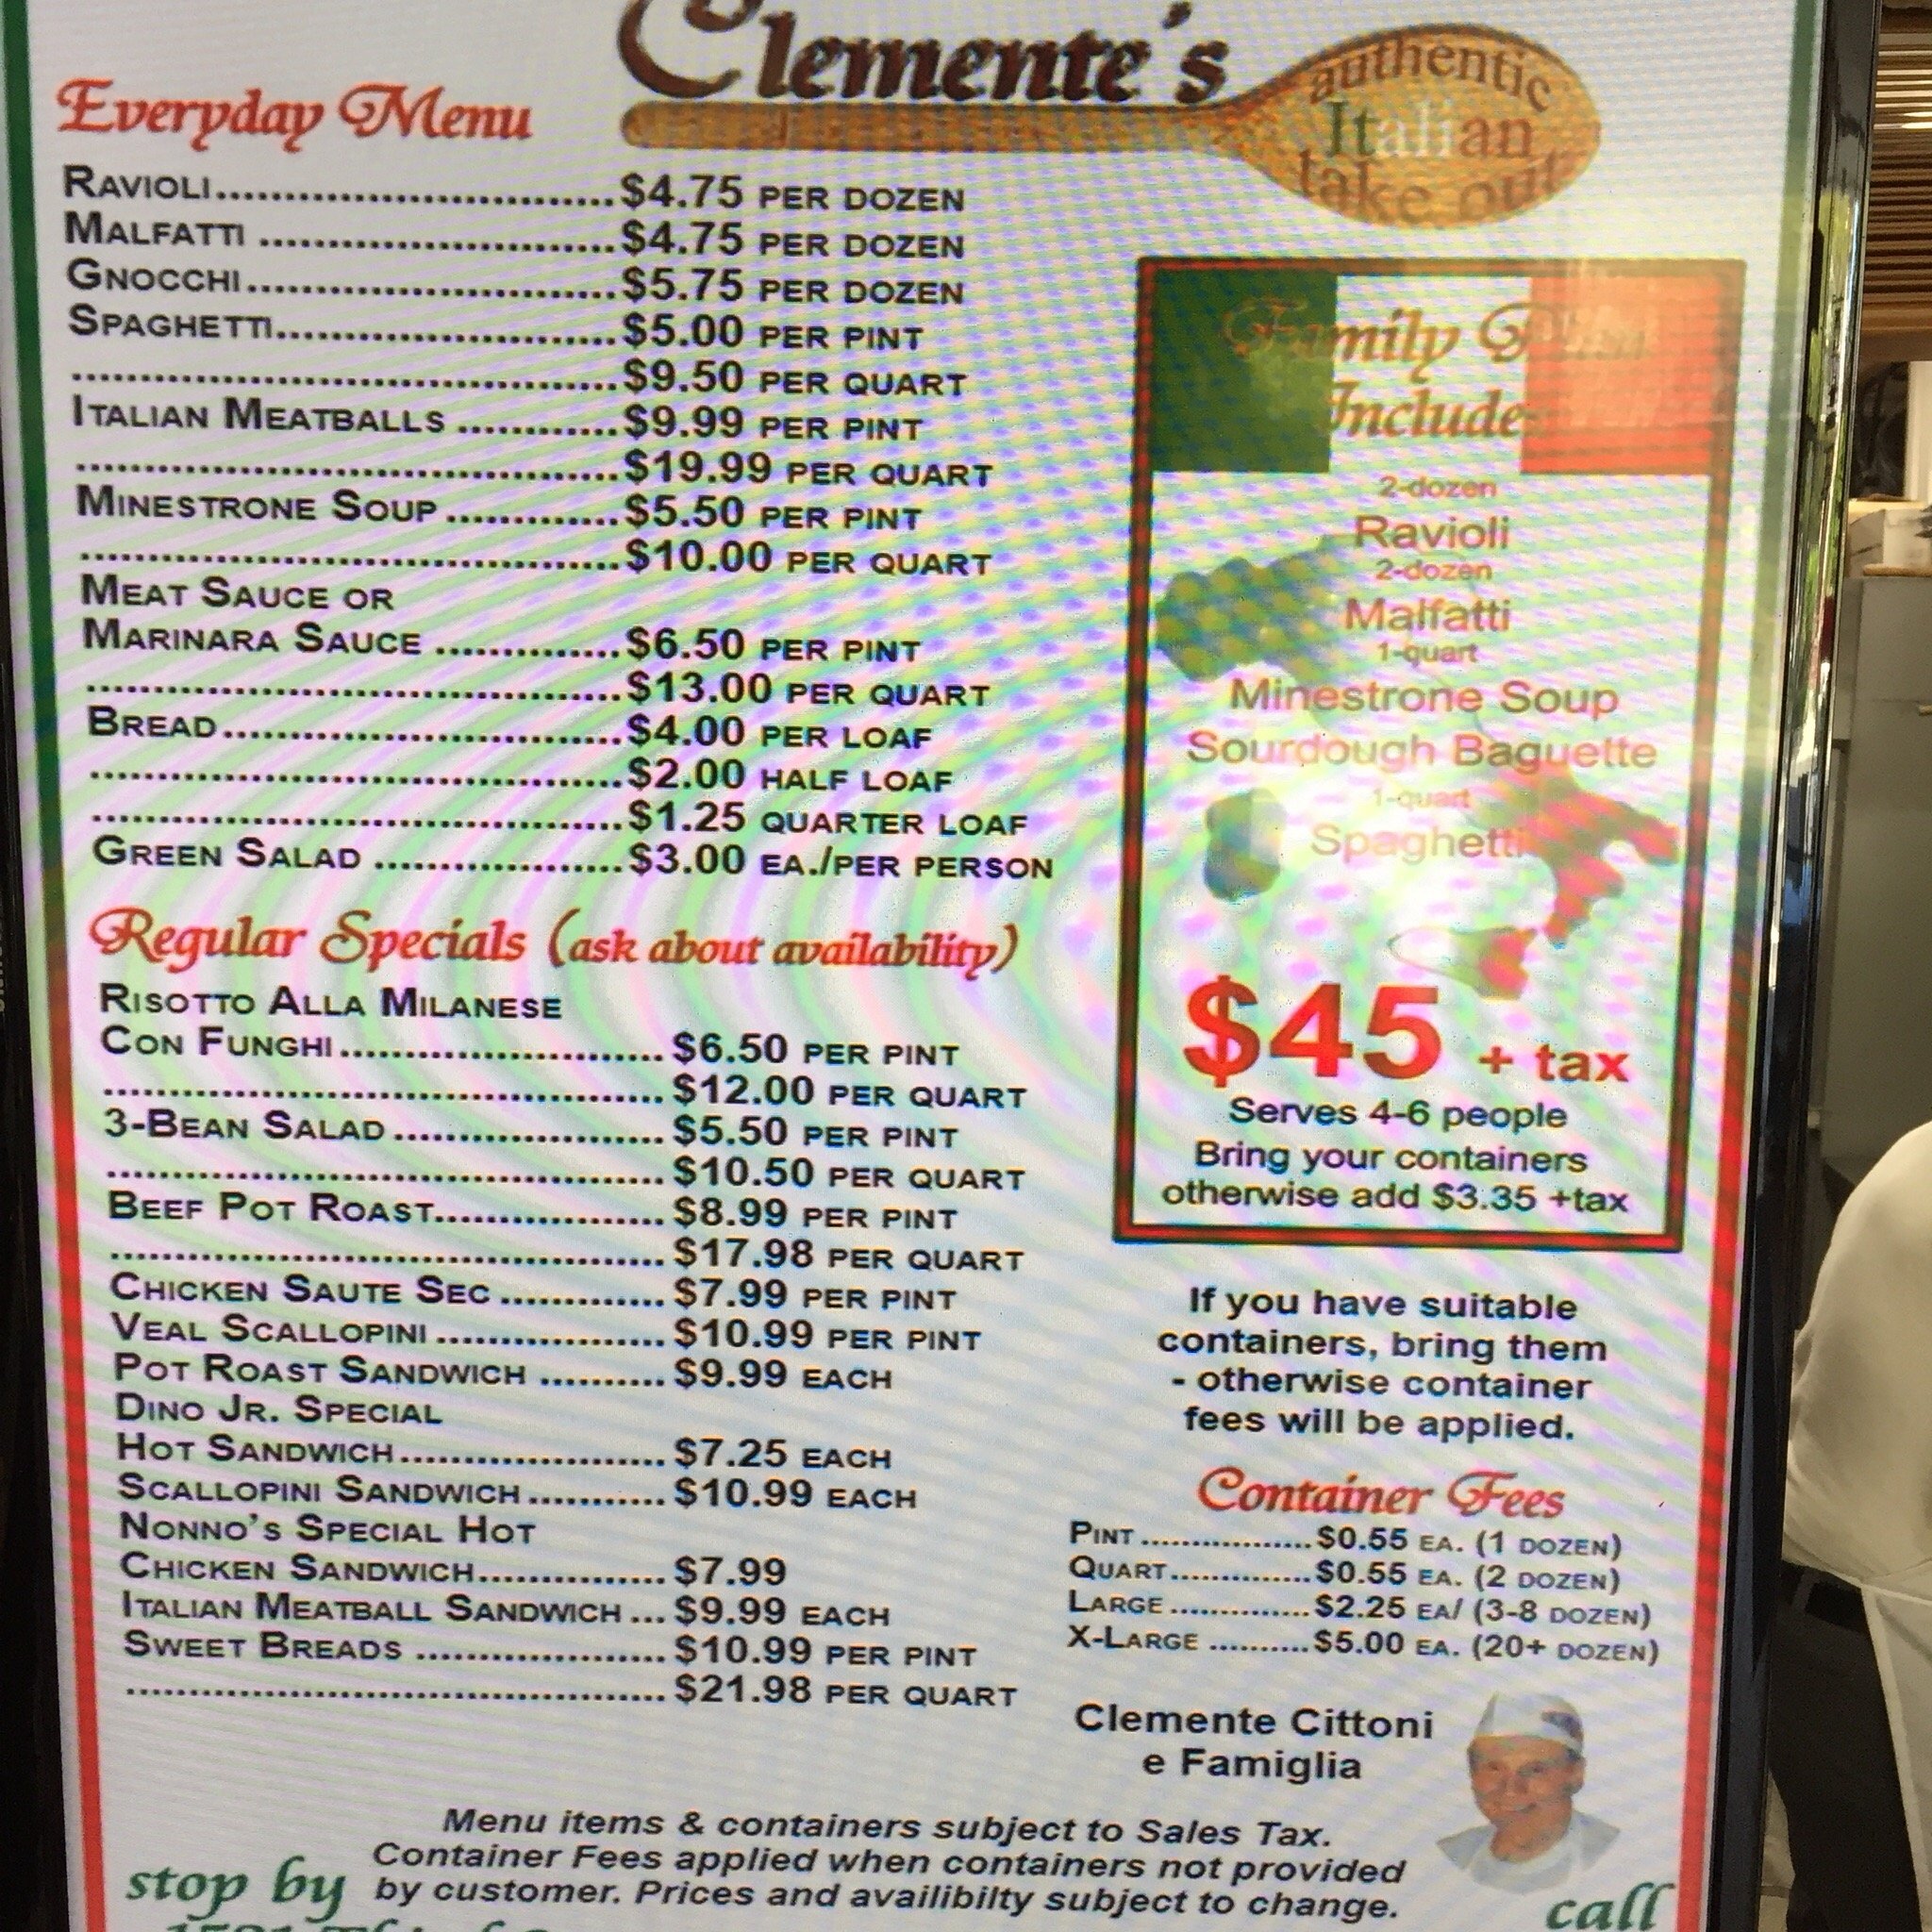 Clemente's
authentic
Italian
take out
Everyday Menu
RAVIOLI..............................$4.75 PER DOZEN
MALFATTI ..........................$4.75 PER DOZEN
GNOCCHI...........................$5.75 PER DOZEN
SPAGHETTI.........................$5.00 PER PINT
........................................$9.50 PER QUART
ITALIAN MEATBALLS ............$9.99 PER PINT
........................................$19.99 PER QUART
MINESTRONE SOUP .............$5.50 PER PINT
........................................$10.00 PER QUART
MEAT SAUCE OR
MARINARA SAUCE ..............$6.50 PER PINT
........................................$13.00 PER QUART
BREAD..............................$4.00 PER LOAF
........................................$2.00 HALF LOAF
........................................$1.25 QUARTER LOAF
GREEN SALAD ...................$3.00 EA./PER PERSON
Regular Specials (ask about availability)
RISOTTO ALLA MILANESE
CON FUNGHI......................... $6.50 PER PINT
........................................... $12.00 PER QUART
3-BEAN SALAD..................... $5.50 PER PINT
........................................... $10.50 PER QUART
BEEF POT ROAST.................. $8.99 PER PINT
........................................... $17.98 PER QUART
CHICKEN SAUTE SEC ............. $7.99 PER PINT
VEAL SCALLOPINI .................. $10.99 PER PINT
POT ROAST SANDWICH .......... $9.99 EACH
DINO JR. SPECIAL
HOT SANDWICH..................... $7.25 EACH
SCALLOPINI SANDWICH........... $10.99 EACH
NONNO'S SPECIAL HOT
CHICKEN SANDWICH............... $7.99
ITALIAN MEATBALL SANDWICH ... $9.99 EACH
SWEET BREADS .................... $10.99 PER PINT
.......................................... $21.98 PER QUART
Family
Include
2-dozen
Ravioli
2-dozen
Malfatti
1-quart
Minestrone Soup
Sourdough Baguette
1-quart
Spaghetti
$45 + tax
Serves 4-6 people
Bring your containers
otherwise add $3.35 +tax
If you have suitable
containers, bring them
- otherwise container
fees will be applied.
Container Fees
PINT ..................$0.55 EA. (1 DOZEN)
QUART...............$0.55 EA. (2 DOZEN)
LARGE ...............$2.25 EA/ (3-8 DOZEN)
X-LARGE ..........$5.00 EA. (20+ DOZEN)
Clemente Cittoni
e Famiglia
Menu items & containers subject to Sales Tax.
Container Fees applied when containers not provided
by customer. Prices and availibilty subject to change.
stop by
call